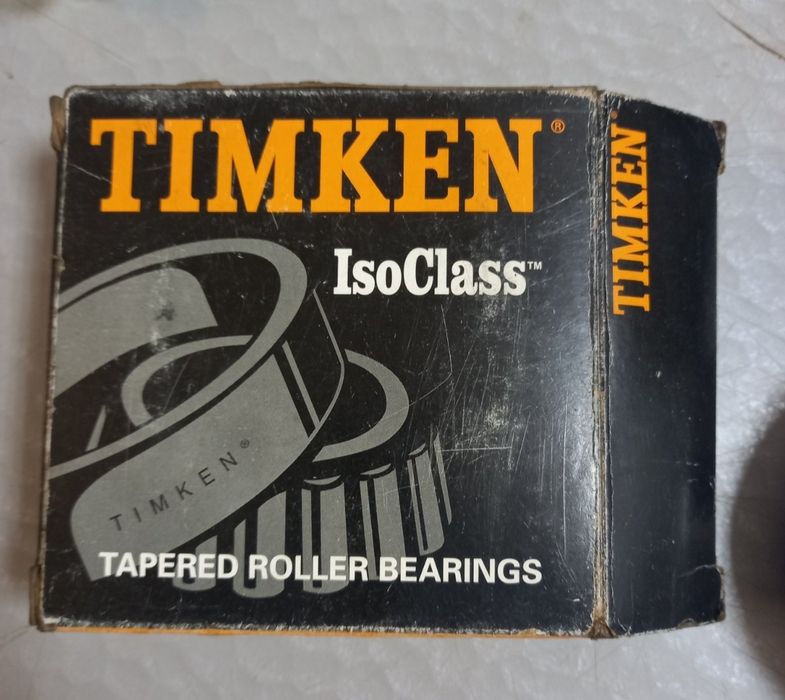 TIMKEN®
IsoClass™
TIMKEN®
TAPERED ROLLER BEARINGS
TIMKEN®